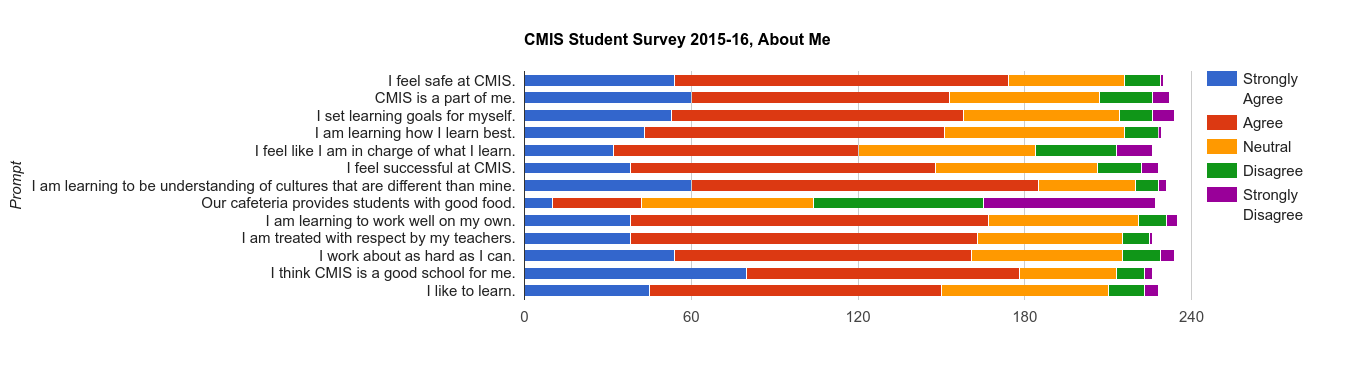 CMIS Student Survey 2015-16, About Me
Prompt
I feel safe at CMIS.
CMIS is a part of me.
I set learning goals for myself.
I am learning how I learn best.
I feel like I am in charge of what I learn.
I feel successful at CMIS.
I am learning to be understanding of cultures that are different than mine.
Our cafeteria provides students with good food.
I am learning to work well on my own.
I am treated with respect by my teachers.
I work about as hard as I can.
I think CMIS is a good school for me.
I like to learn.
0 60 120 180 240
Strongly
Agree
Agree
Neutral
Disagree
Strongly
Disagree